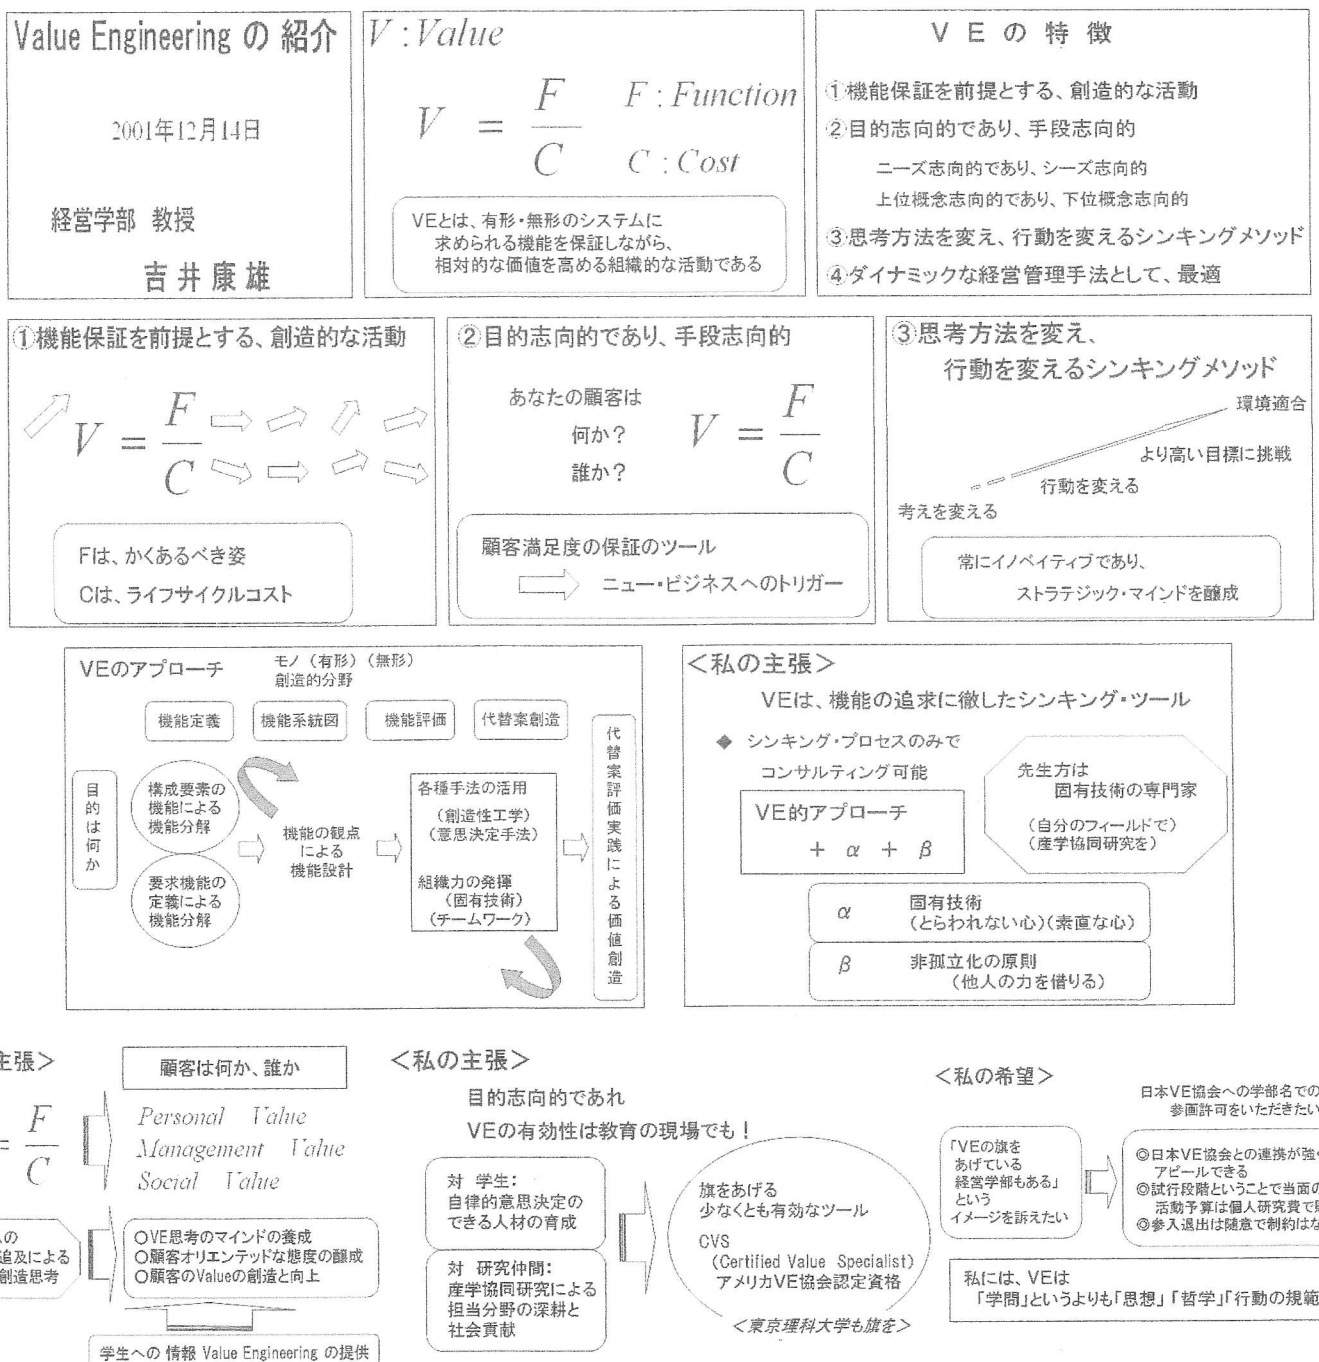 Value Engineering の 紹介
2001年12月14日
経営学部 教授
吉井康雄
V : Value
V = F / C
F : Function
C : Cost
VEとは、有形・無形のシステムに
求められる機能を保証しながら、
相対的な価値を高める組織的な活動である
VEの特徴
①機能保証を前提とする、創造的な活動
②目的志向的であり、手段志向的
ニーズ志向的であり、シーズ志向的
上位概念志向的であり、下位概念志向的
③思考方法を変え、行動を変えるシンキングメソッド
④ダイナミックな経営管理手法として、最適
①機能保証を前提とする、創造的な活動
V = F / C
Fは、かくあるべき姿
Cは、ライフサイクルコスト
②目的志向的であり、手段志向的
あなたの顧客は
何か?
誰か?
V = F / C
顧客満足度の保証のツール
ニュー・ビジネスへのトリガー
③思考方法を変え、
行動を変えるシンキングメソッド
環境適合
より高い目標に挑戦
行動を変える
考えを変える
常にイノベイティブであり、
ストラテジック・マインドを醸成
VEのアプローチ
モノ(有形)(無形)
創造的分野
機能定義
機能系統図
機能評価
代替案創造
目的は何か
構成要素の
機能による
機能分解
要求機能の
定義による
機能分解
機能の観点
による
機能設計
各種手法の活用
(創造性工学)
(意思決定手法)
組織力の発揮
(固有技術)
(チームワーク)
代替案評価実践による価値創造
<私の主張>
VEは、機能の追求に徹したシンキング・ツール
◆ シンキング・プロセスのみで
コンサルティング可能
VE的アプローチ
+ α + β
先生方は
固有技術の専門家
(自分のフィールドで)
(産学協同研究を)
α 固有技術
(とらわれない心)(素直な心)
β 非孤立化の原則
(他人の力を借りる)
主張>
= F / C
顧客は何か、誰か
Personal Value
Management Value
Social Value
の
追及による
創造思考
○VE思考のマインドの養成
○顧客オリエンテッドな態度の醸成
○顧客のValueの創造と向上
学生への 情報 Value Engineering の提供
<私の主張>
目的志向的であれ
VEの有効性は教育の現場でも!
対 学生:
自律的意思決定の
できる人材の育成
対 研究仲間:
産学協同研究による
担当分野の深耕と
社会貢献
旗をあげる
少なくとも有効なツール
CVS
(Certified Value Specialist)
アメリカVE協会認定資格
<東京理科大学も旗を>
<私の希望>
日本VE協会への学部名での
参画許可をいただきたい
「VEの旗を
あげている
経営学部もある」
という
イメージを訴えたい
◎日本VE協会との連携が強
アピールできる
◎試行段階ということで当面の
活動予算は個人研究費で
◎参入退出は随意で制約はな
私には、VEは
「学問」というよりも「思想」「哲学」「行動の規範